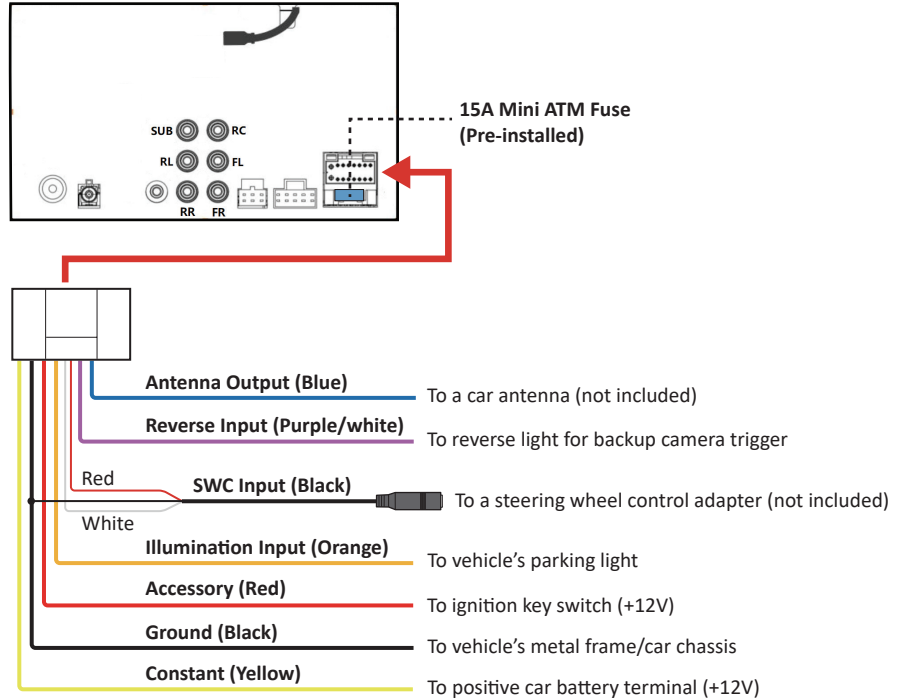 15A Mini ATM Fuse
(Pre-installed)
SUB RC
RL FL
RR FR
Antenna Output (Blue)
To a car antenna (not included)
Reverse Input (Purple/white)
To reverse light for backup camera trigger
Red
SWC Input (Black)
To a steering wheel control adapter (not included)
White
Illumination Input (Orange)
To vehicle's parking light
Accessory (Red)
To ignition key switch (+12V)
Ground (Black)
To vehicle's metal frame/car chassis
Constant (Yellow)
To positive car battery terminal (+12V)